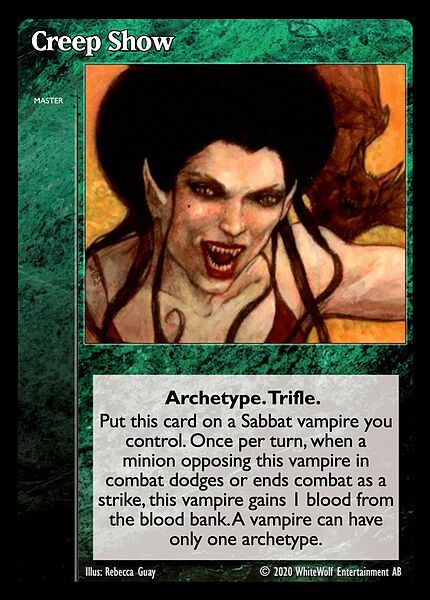 Creep Show
MASTER
Archetype. Trifle.
Put this card on a Sabbat vampire you
control. Once per turn, when a
minion opposing this vampire in
combat dodges or ends combat as a
strike, this vampire gains 1 blood from
the blood bank. A vampire can have
only one archetype.
Illus: Rebecca Guay
© 2020 WhiteWolf Entertainment AB